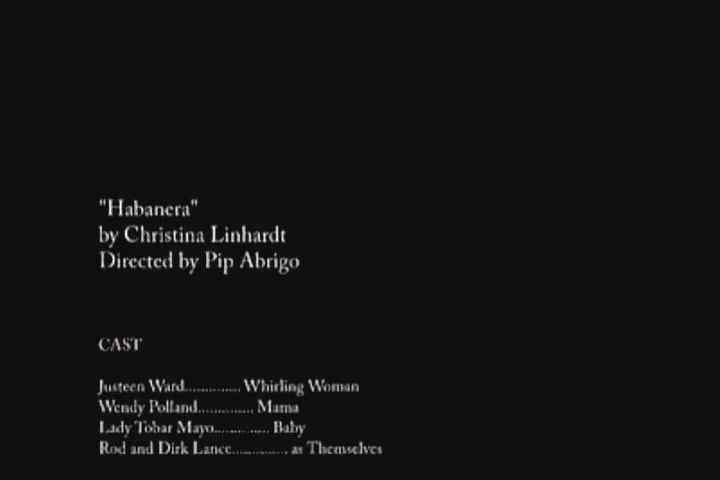 "Habanera"
by Christina Linhardt
Directed by Pip Abrigo
CAST
Justeen Ward.............. Whirling Woman
Wendy Polland.............. Mama
Lady Tobar Mayo.............. Baby
Rod and Dirk Lance.............. as Themselves